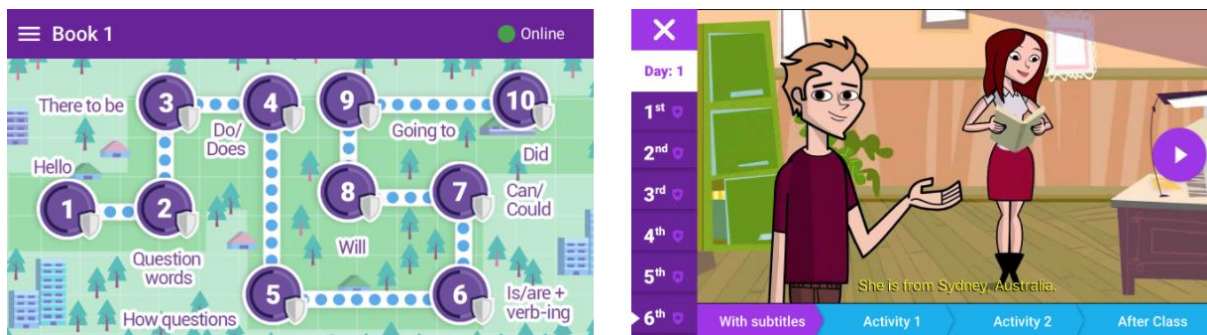 Book 1
Online
There to be
3
4
9
10
Do/
Does
Going to
Hello
Did
1
2
8
7
Can/
Could
Question
words
Will
5
6
Is/are +
verb-ing
How questions
Day: 1
1st
2nd
3rd
4th
5th
6th
She is from Sydney, Australia.
With subtitles
Activity 1
Activity 2
After Class